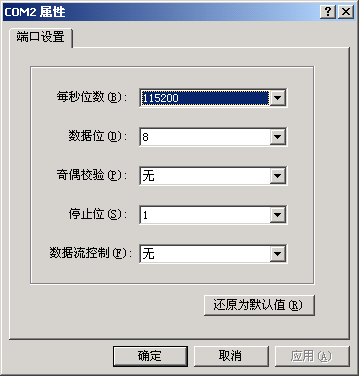 COM2 属性
端口设置
每秒位数(B): 115200
数据位(D): 8
奇偶校验(P): 无
停止位(S): 1
数据流控制(F): 无
还原为默认值(R)
确定 取消 应用(A)